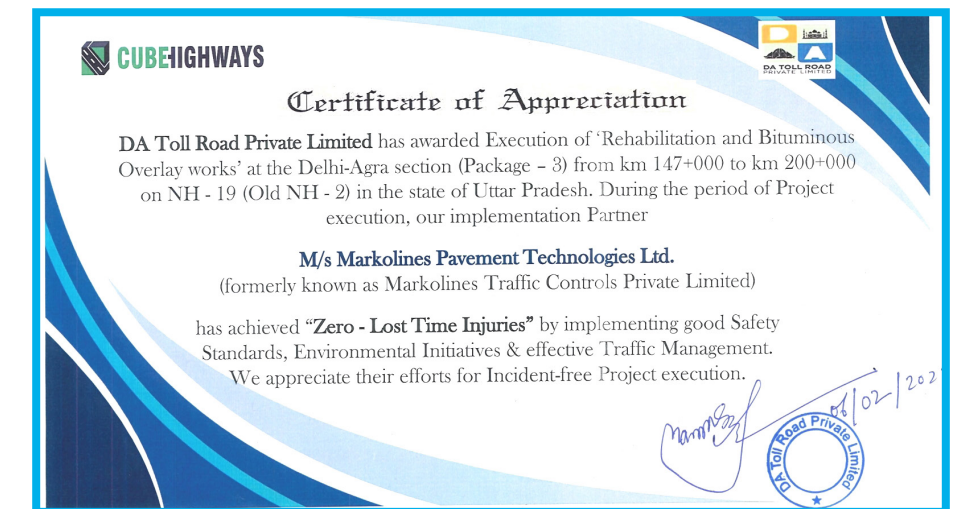 CUBEHIGHWAYS
DA
DA TOLL ROAD
PRIVATE LIMITED
Certificate of Appreciation
DA Toll Road Private Limited has awarded Execution of ‘Rehabilitation and Bituminous
Overlay works’ at the Delhi-Agra section (Package – 3) from km 147+000 to km 200+000
on NH - 19 (Old NH - 2) in the state of Uttar Pradesh. During the period of Project
execution, our implementation Partner
M/s Markolines Pavement Technologies Ltd.
(formerly known as Markolines Traffic Controls Private Limited)
has achieved “Zero - Lost Time Injuries” by implementing good Safety
Standards, Environmental Initiatives & effective Traffic Management.
We appreciate their efforts for Incident-free Project execution.
06/02/202
DA Toll Road Private Limited